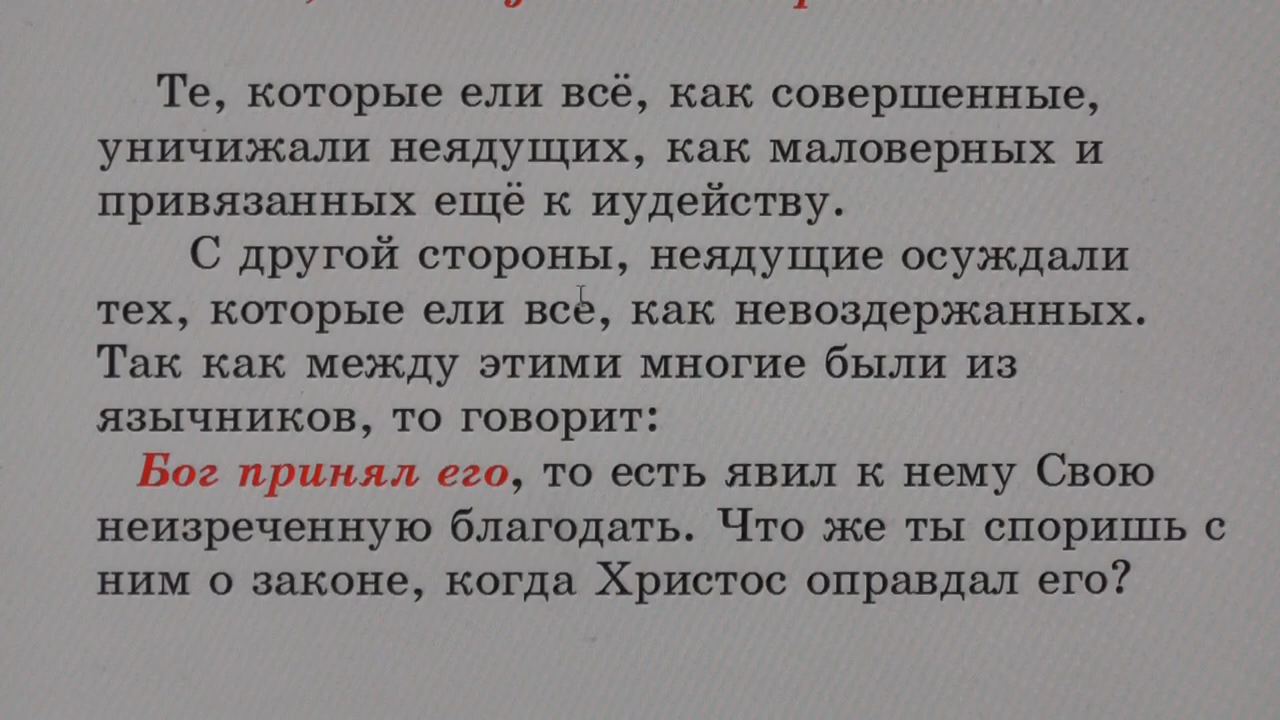 Те, которые ели всё, как совершенные,
уничижали неядущих, как маловерных и
привязанных ещё к иудейству.
С другой стороны, неядущие осуждали
тех, которые ели все, как невоздержанных.
Так как между этими многие были из
язычников, то говорит:
Бог принял его, то есть явил к нему Свою
неизреченную благодать. Что же ты споришь с
ним о законе, когда Христос оправдал его?